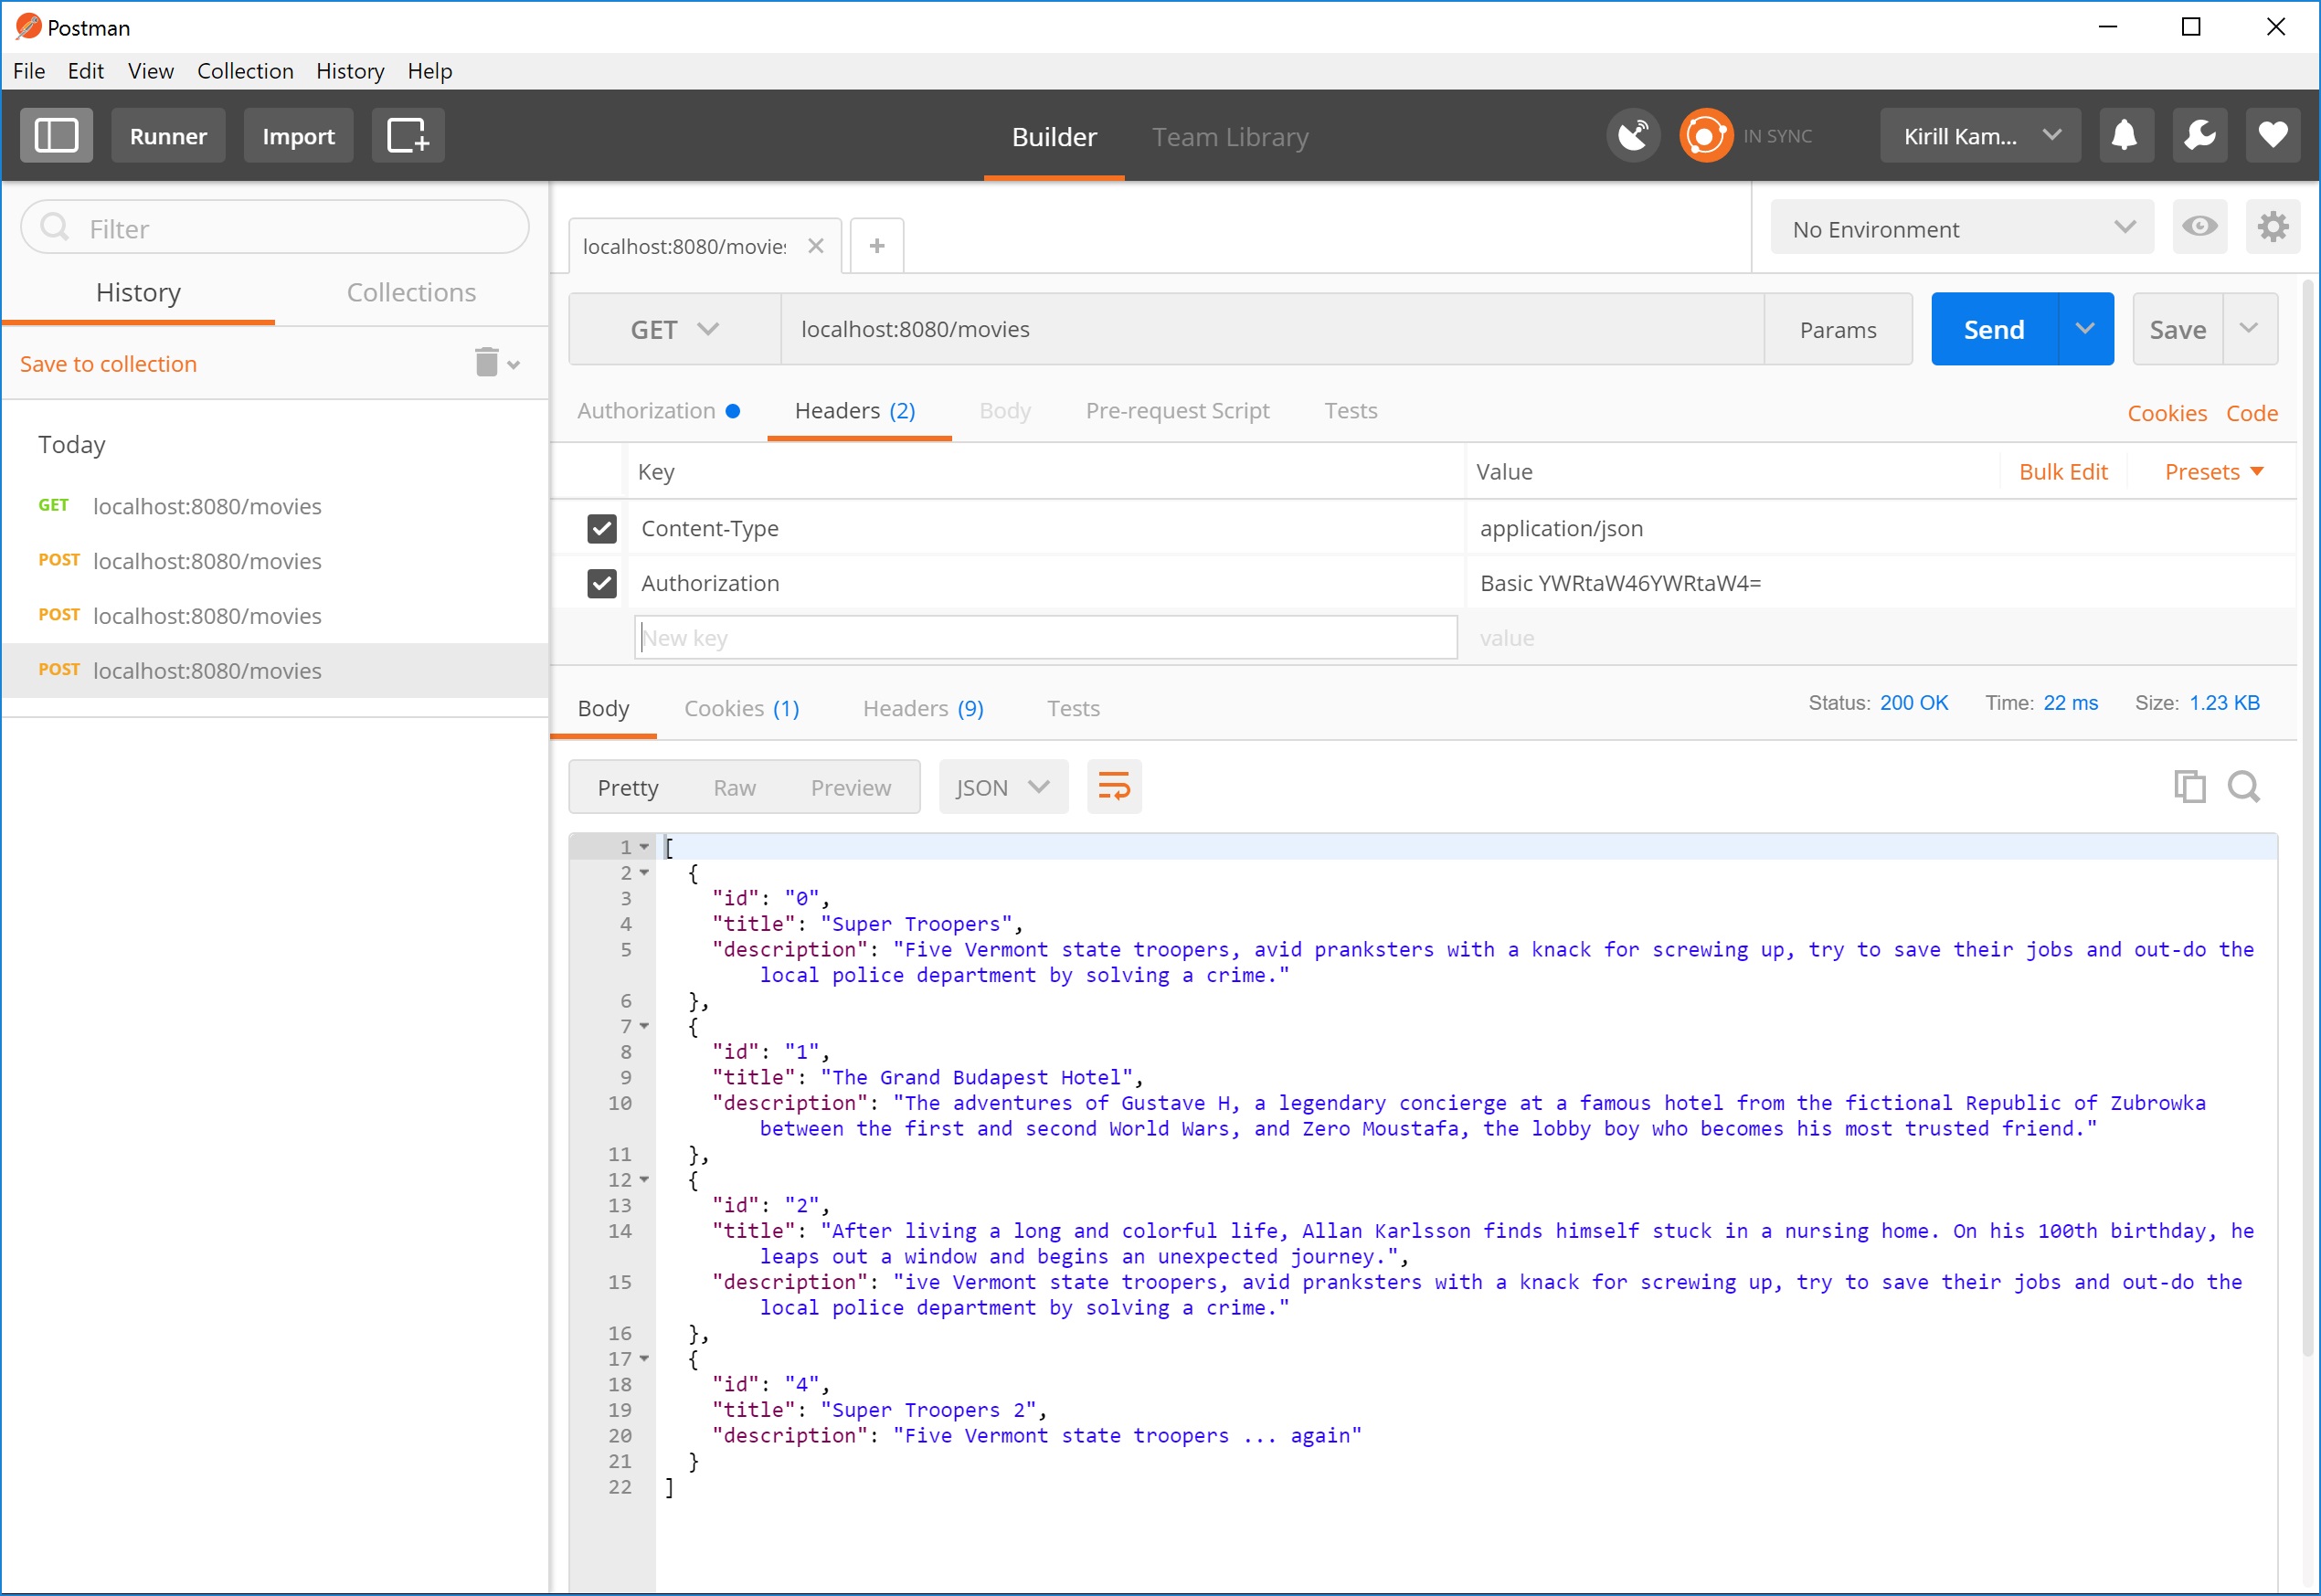 Postman
File Edit View Collection History Help
Runner Import Builder Team Library IN SYNC Kirill Kam...
Filter
History Collections
Save to collection
Today
GET localhost:8080/movies
POST localhost:8080/movies
POST localhost:8080/movies
POST localhost:8080/movies
localhost:8080/movies +
No Environment
GET localhost:8080/movies Params Send Save
Authorization Headers (2) Body Pre-request Script Tests Cookies Code
Key Value Bulk Edit Presets
Content-Type application/json
Authorization Basic YWRtaW46YWRtaW4=
New key value
Body Cookies (1) Headers (9) Tests Status: 200 OK Time: 22 ms Size: 1.23 KB
Pretty Raw Preview JSON
1 [
2 {
3 "id": "0",
4 "title": "Super Troopers",
5 "description": "Five Vermont state troopers, avid pranksters with a knack for screwing up, try to save their jobs and out-do the
local police department by solving a crime."
6 },
7 {
8 "id": "1",
9 "title": "The Grand Budapest Hotel",
10 "description": "The adventures of Gustave H, a legendary concierge at a famous hotel from the fictional Republic of Zubrowka
between the first and second World Wars, and Zero Moustafa, the lobby boy who becomes his most trusted friend."
11 },
12 {
13 "id": "2",
14 "title": "After living a long and colorful life, Allan Karlsson finds himself stuck in a nursing home. On his 100th birthday, he
leaps out a window and begins an unexpected journey.",
15 "description": "ive Vermont state troopers, avid pranksters with a knack for screwing up, try to save their jobs and out-do the
local police department by solving a crime."
16 },
17 {
18 "id": "4",
19 "title": "Super Troopers 2",
20 "description": "Five Vermont state troopers ... again"
21 }
22 ]